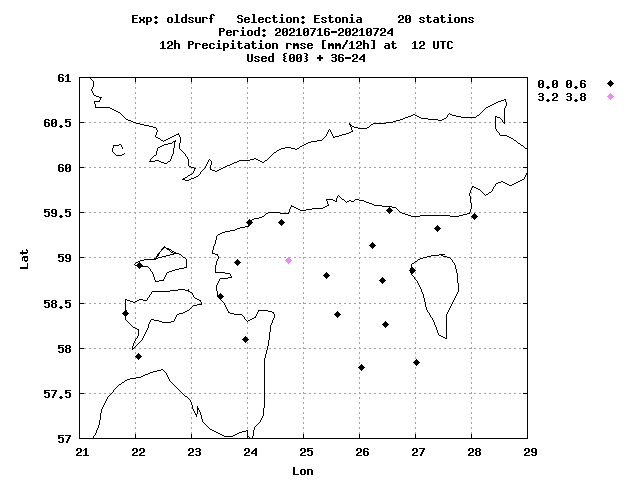 Exp: oldsurf   Selection: Estonia     20 stations
Period: 20210716-20210724
12h Precipitation rmse [mm/12h] at  12 UTC
Used {00} + 36-24
61
60.5
60
59.5
59
58.5
58
57.5
57
Lat
21 22 23 24 25 26 27 28 29
Lon
0.0 0.6
3.2 3.8